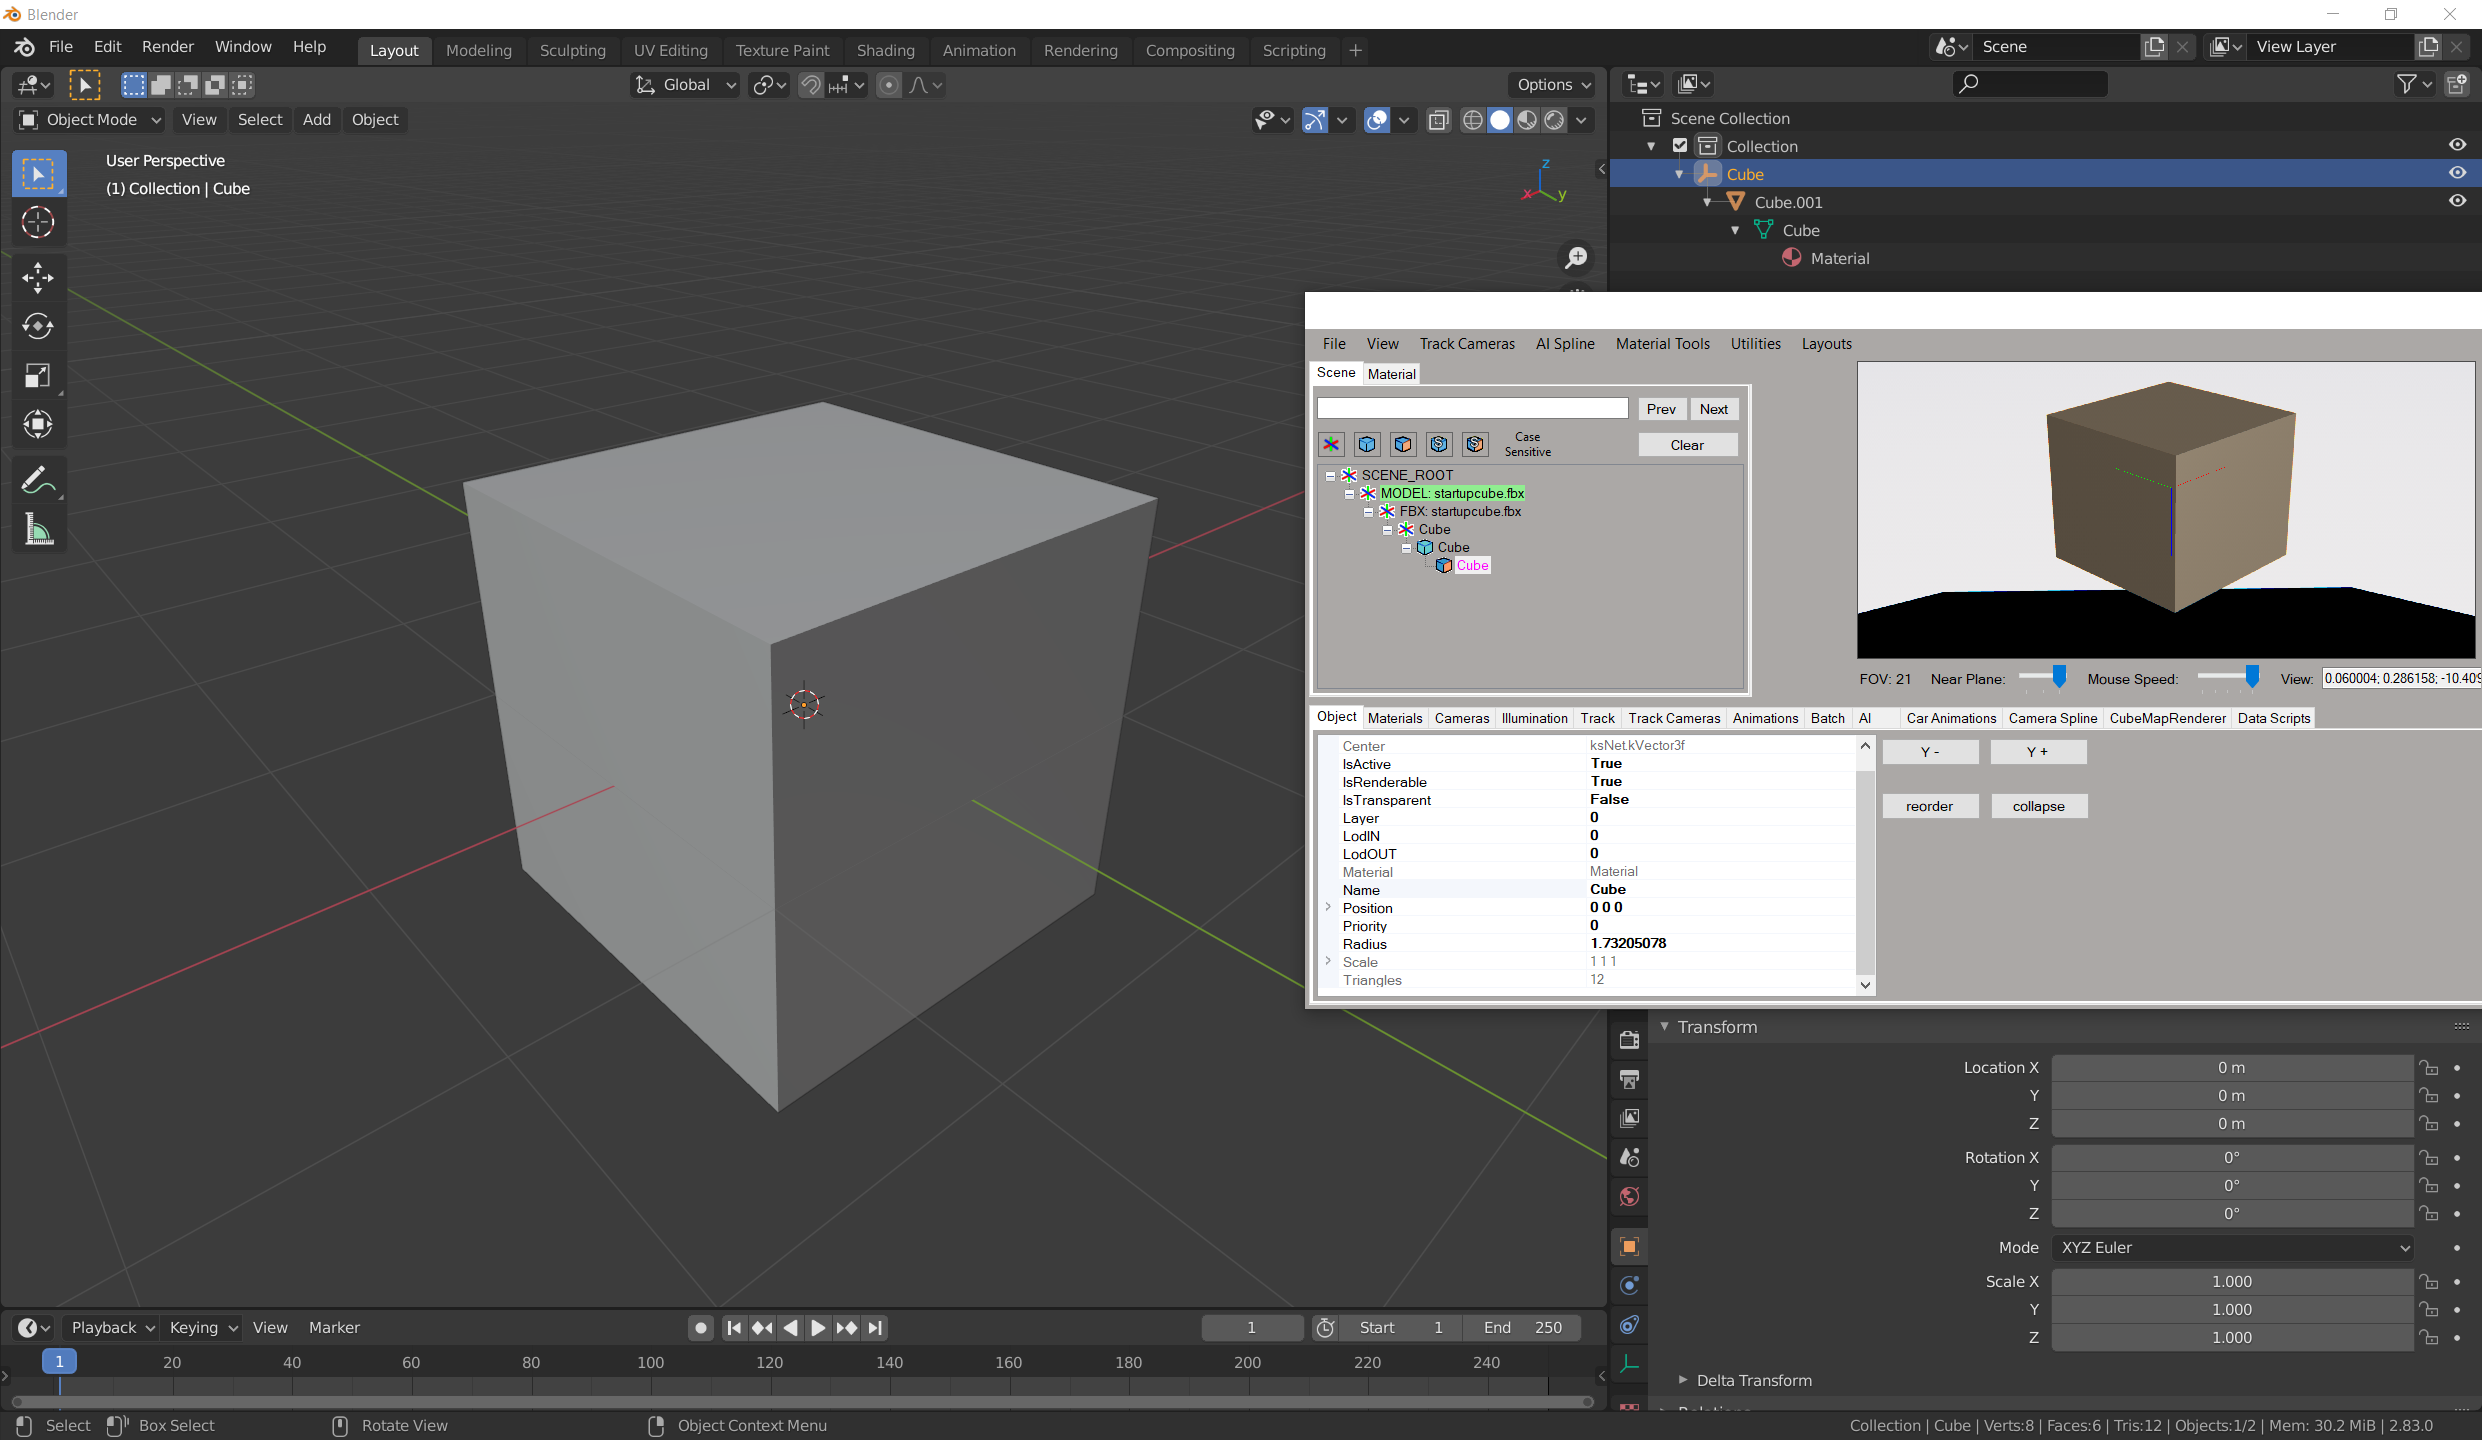 Blender
File Edit Render Window Help Layout Modeling Sculpting UV Editing Texture Paint Shading Animation Rendering Compositing Scripting + Scene View Layer
Global Options
Object Mode View Select Add Object
User Perspective
(1) Collection | Cube
z
x y
Scene Collection
Collection
Cube
Cube.001
Cube
Material
File View Track Cameras AI Spline Material Tools Utilities Layouts
Scene Material
Prev Next
Case
Sensitive
Clear
SCENE_ROOT
MODEL: startupcube.fbx
FBX: startupcube.fbx
Cube
Cube
Cube
FOV: 21 Near Plane: Mouse Speed: View: 0.060004; 0.286158; -10.409
Object Materials Cameras Illumination Track Track Cameras Animations Batch AI Car Animations Camera Spline CubeMapRenderer Data Scripts
Center ksNet.kVector3f
IsActive True
IsRenderable True
IsTransparent False
Layer 0
LodIN 0
LodOUT 0
Material Material
Name Cube
Position 0 0 0
Priority 0
Radius 1.73205078
Scale 1 1 1
Triangles 12
Y - Y +
reorder collapse
Transform
Location X 0 m
Y 0 m
Z 0 m
Rotation X 0°
Y 0°
Z 0°
Mode XYZ Euler
Scale X 1.000
Y 1.000
Z 1.000
Delta Transform
Playback Keying View Marker 1 Start 1 End 250
1 20 40 60 80 100 120 140 160 180 200 220 240
Select Box Select Rotate View Object Context Menu Collection | Cube | Verts:8 | Faces:6 | Tris:12 | Objects:1/2 | Mem: 30.2 MiB | 2.83.0